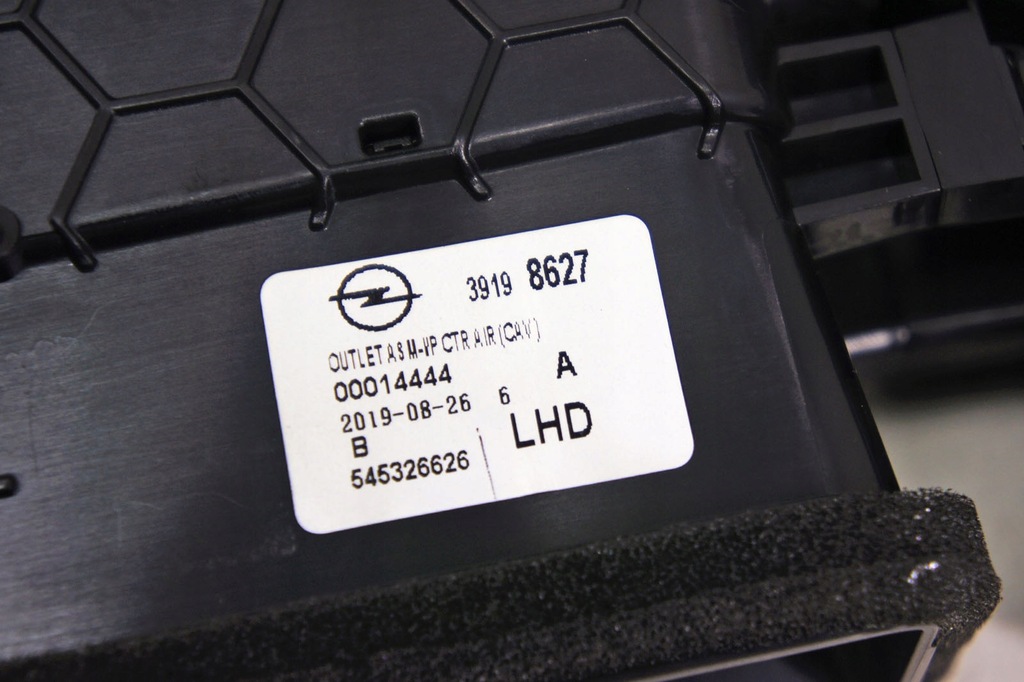 3919 8627
OUTLET ASM-I/P CTR AIR (CAV)
00014444 A
2019-08-26 6
B LHD
545326626